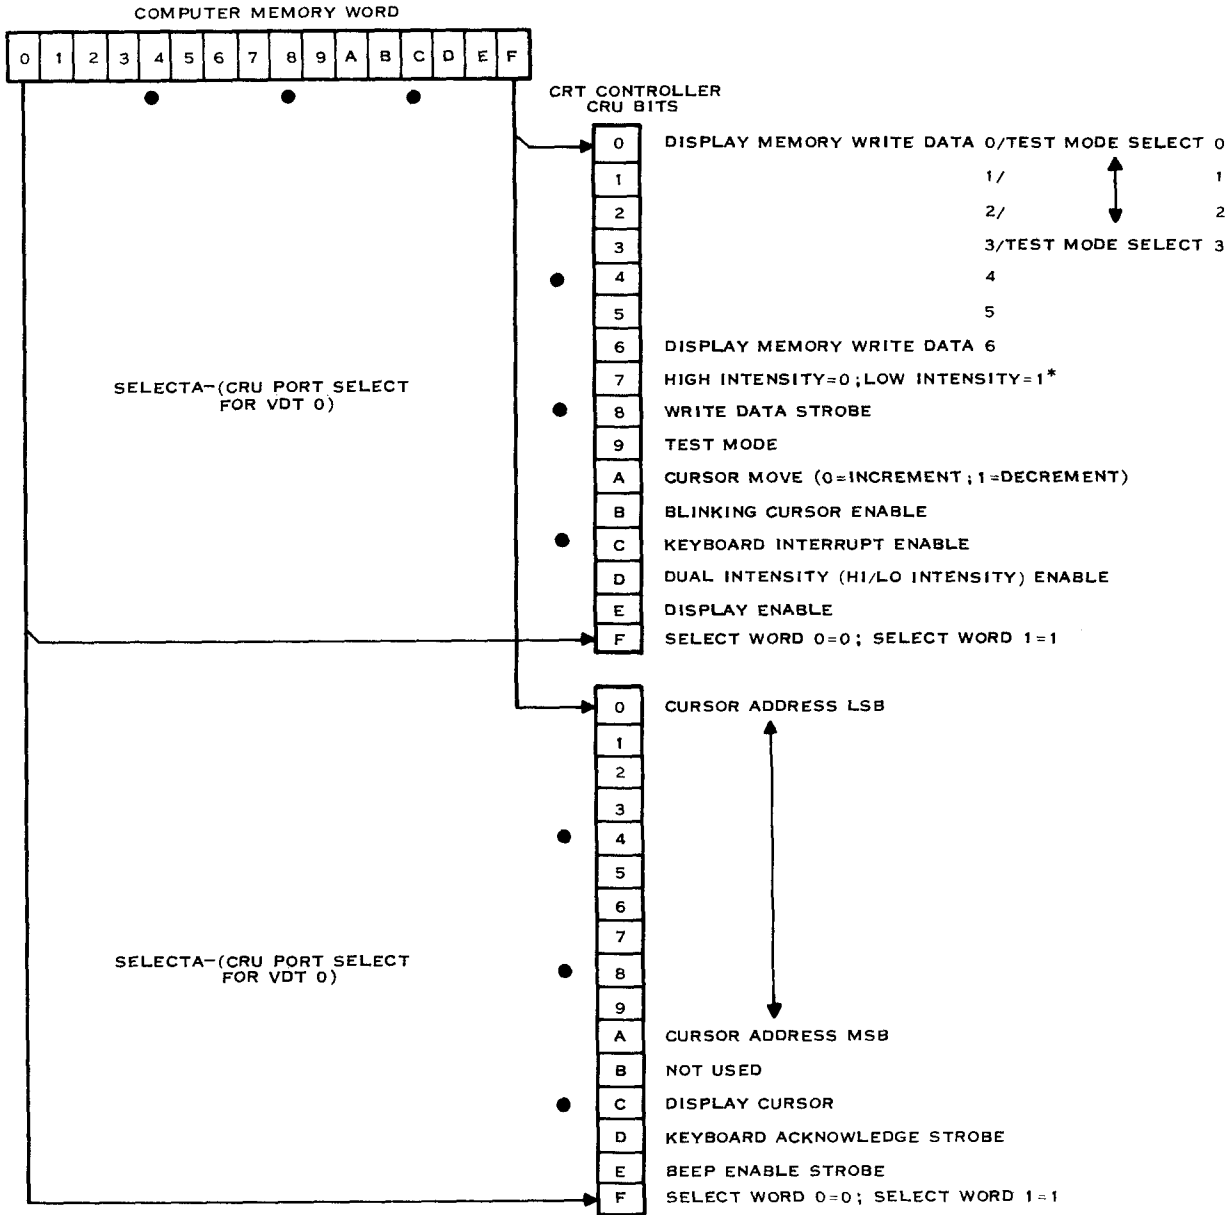 COMPUTER MEMORY WORD
0 1 2 3 4 5 6 7 8 9 A B C D E F
CRT CONTROLLER
CRU BITS
0 DISPLAY MEMORY WRITE DATA 0/TEST MODE SELECT 0
1 1/ 1
2 2/ 2
3 3/TEST MODE SELECT 3
4 4
5 5
6 DISPLAY MEMORY WRITE DATA 6
7 HIGH INTENSITY=0;LOW INTENSITY=1*
SELECTA-(CRU PORT SELECT
FOR VDT 0)
8 WRITE DATA STROBE
9 TEST MODE
A CURSOR MOVE (0=INCREMENT;1=DECREMENT)
B BLINKING CURSOR ENABLE
C KEYBOARD INTERRUPT ENABLE
D DUAL INTENSITY (HI/LO INTENSITY) ENABLE
E DISPLAY ENABLE
F SELECT WORD 0=0; SELECT WORD 1=1
0 CURSOR ADDRESS LSB
1
2
3
4
5
6
7
SELECTA-(CRU PORT SELECT
FOR VDT 0)
8
9
A CURSOR ADDRESS MSB
B NOT USED
C DISPLAY CURSOR
D KEYBOARD ACKNOWLEDGE STROBE
E BEEP ENABLE STROBE
F SELECT WORD 0=0; SELECT WORD 1=1